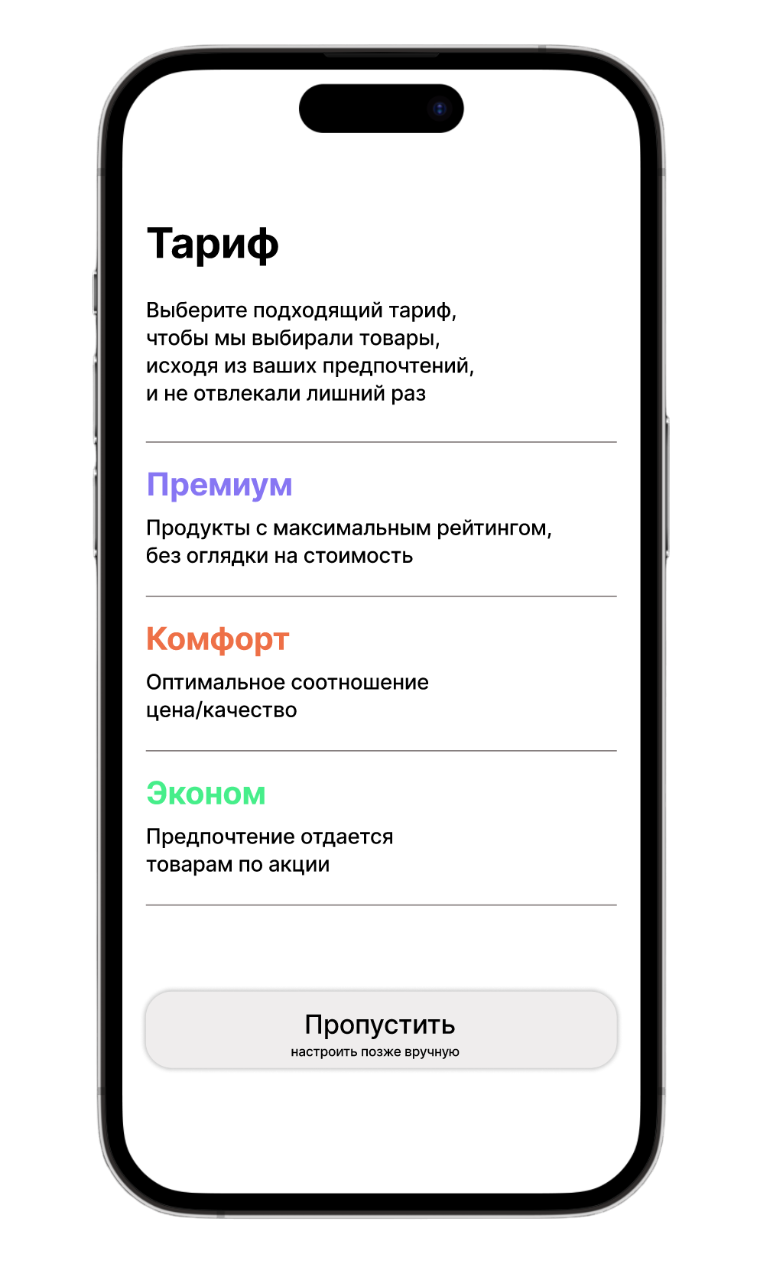 Тариф
Выберите подходящий тариф,
чтобы мы выбирали товары,
исходя из ваших предпочтений,
и не отвлекали лишний раз
Премиум
Продукты с максимальным рейтингом,
без оглядки на стоимость
Комфорт
Оптимальное соотношение
цена/качество
Эконом
Предпочтение отдается
товарам по акции
Пропустить
настроить позже вручную